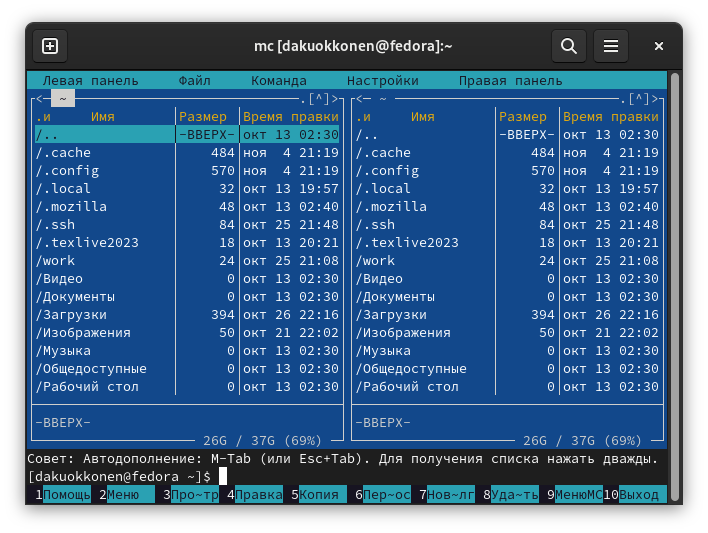 mc [dakuokkonen@fedora]:~
Левая панель Файл Команда Настройки Правая панель
<— ~ .[^]> <— ~ .[^]>
.и Имя Размер Время правки .и Имя Размер Время правки
/.. -ВВЕРХ- окт 13 02:30 /.. -ВВЕРХ- окт 13 02:30
/.cache 484 ноя 4 21:19 /.cache 484 ноя 4 21:19
/.config 570 ноя 4 21:19 /.config 570 ноя 4 21:19
/.local 32 окт 13 19:57 /.local 32 окт 13 19:57
/.mozilla 48 окт 13 02:40 /.mozilla 48 окт 13 02:40
/.ssh 84 окт 25 21:48 /.ssh 84 окт 25 21:48
/.texlive2023 18 окт 13 20:21 /.texlive2023 18 окт 13 20:21
/work 24 окт 25 21:08 /work 24 окт 25 21:08
/Видео 0 окт 13 02:30 /Видео 0 окт 13 02:30
/Документы 0 окт 13 02:30 /Документы 0 окт 13 02:30
/Загрузки 394 окт 26 22:16 /Загрузки 394 окт 26 22:16
/Изображения 50 окт 21 22:02 /Изображения 50 окт 21 22:02
/Музыка 0 окт 13 02:30 /Музыка 0 окт 13 02:30
/Общедоступные 0 окт 13 02:30 /Общедоступные 0 окт 13 02:30
/Рабочий стол 0 окт 13 02:30 /Рабочий стол 0 окт 13 02:30
-ВВЕРХ- -ВВЕРХ-
26G / 37G (69%) 26G / 37G (69%)
Совет: Автодополнение: M-Tab (или Esc+Tab). Для получения списка нажать дважды.
[dakuokkonen@fedora ~]$
1Помощь 2Меню 3Про~тр 4Правка 5Копия 6Пер~ос 7Нов~лг 8Уда~ть 9МенюМС 10Выход